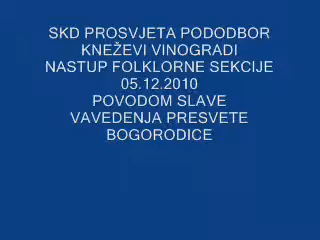 SKD PROSVJETA PODODBOR
KNEŽEVI VINOGRADI
NASTUP FOLKLORNE SEKCIJE
05.12.2010
POVODOM SLAVE
VAVEDENJA PRESVETE
BOGORODICE